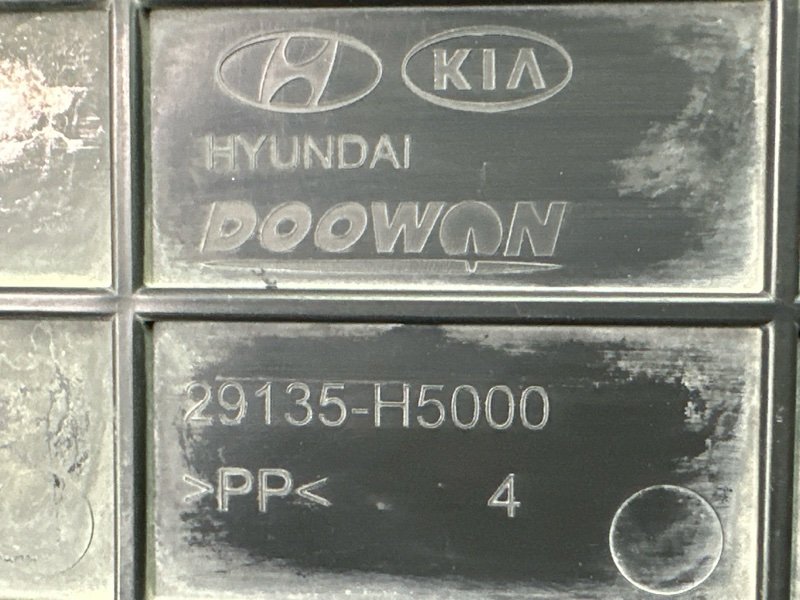 KIA
HYUNDAI
DOOWON
29135-H5000
>PP< 4